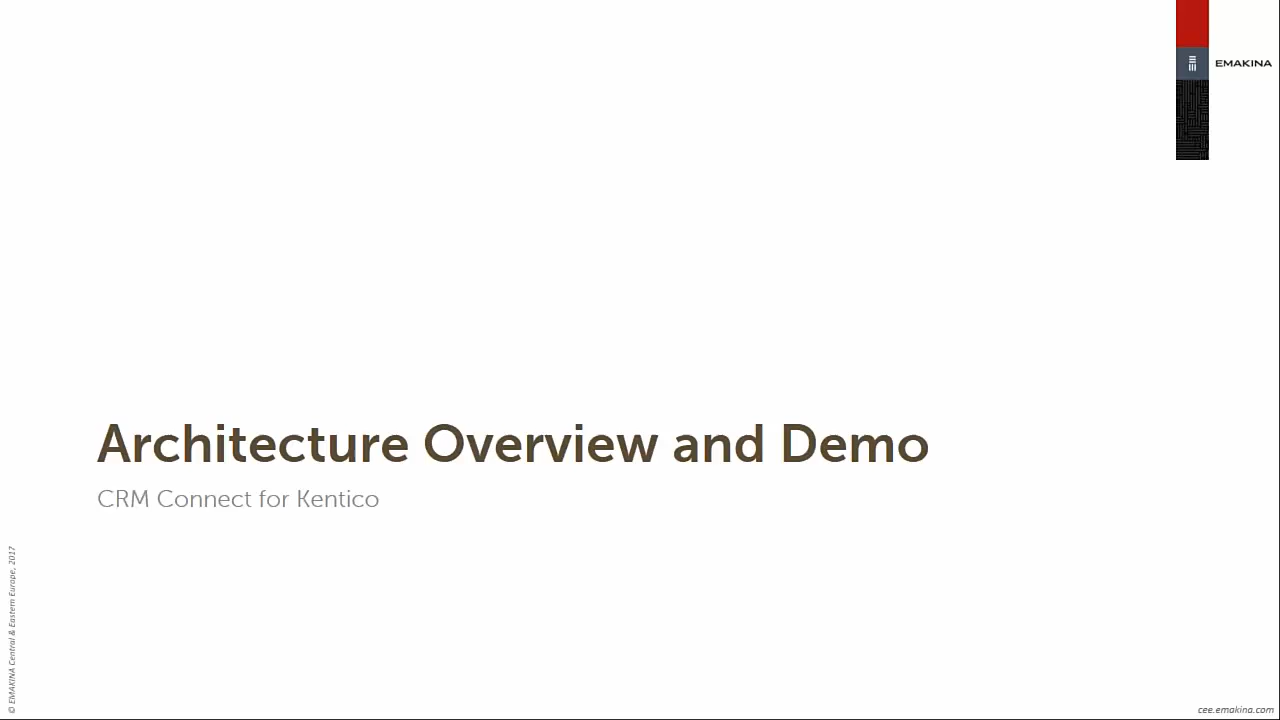 EMAKINA
Architecture Overview and Demo
CRM Connect for Kentico
© EMAKINA Central & Eastern Europe, 2017
cee.emakina.com